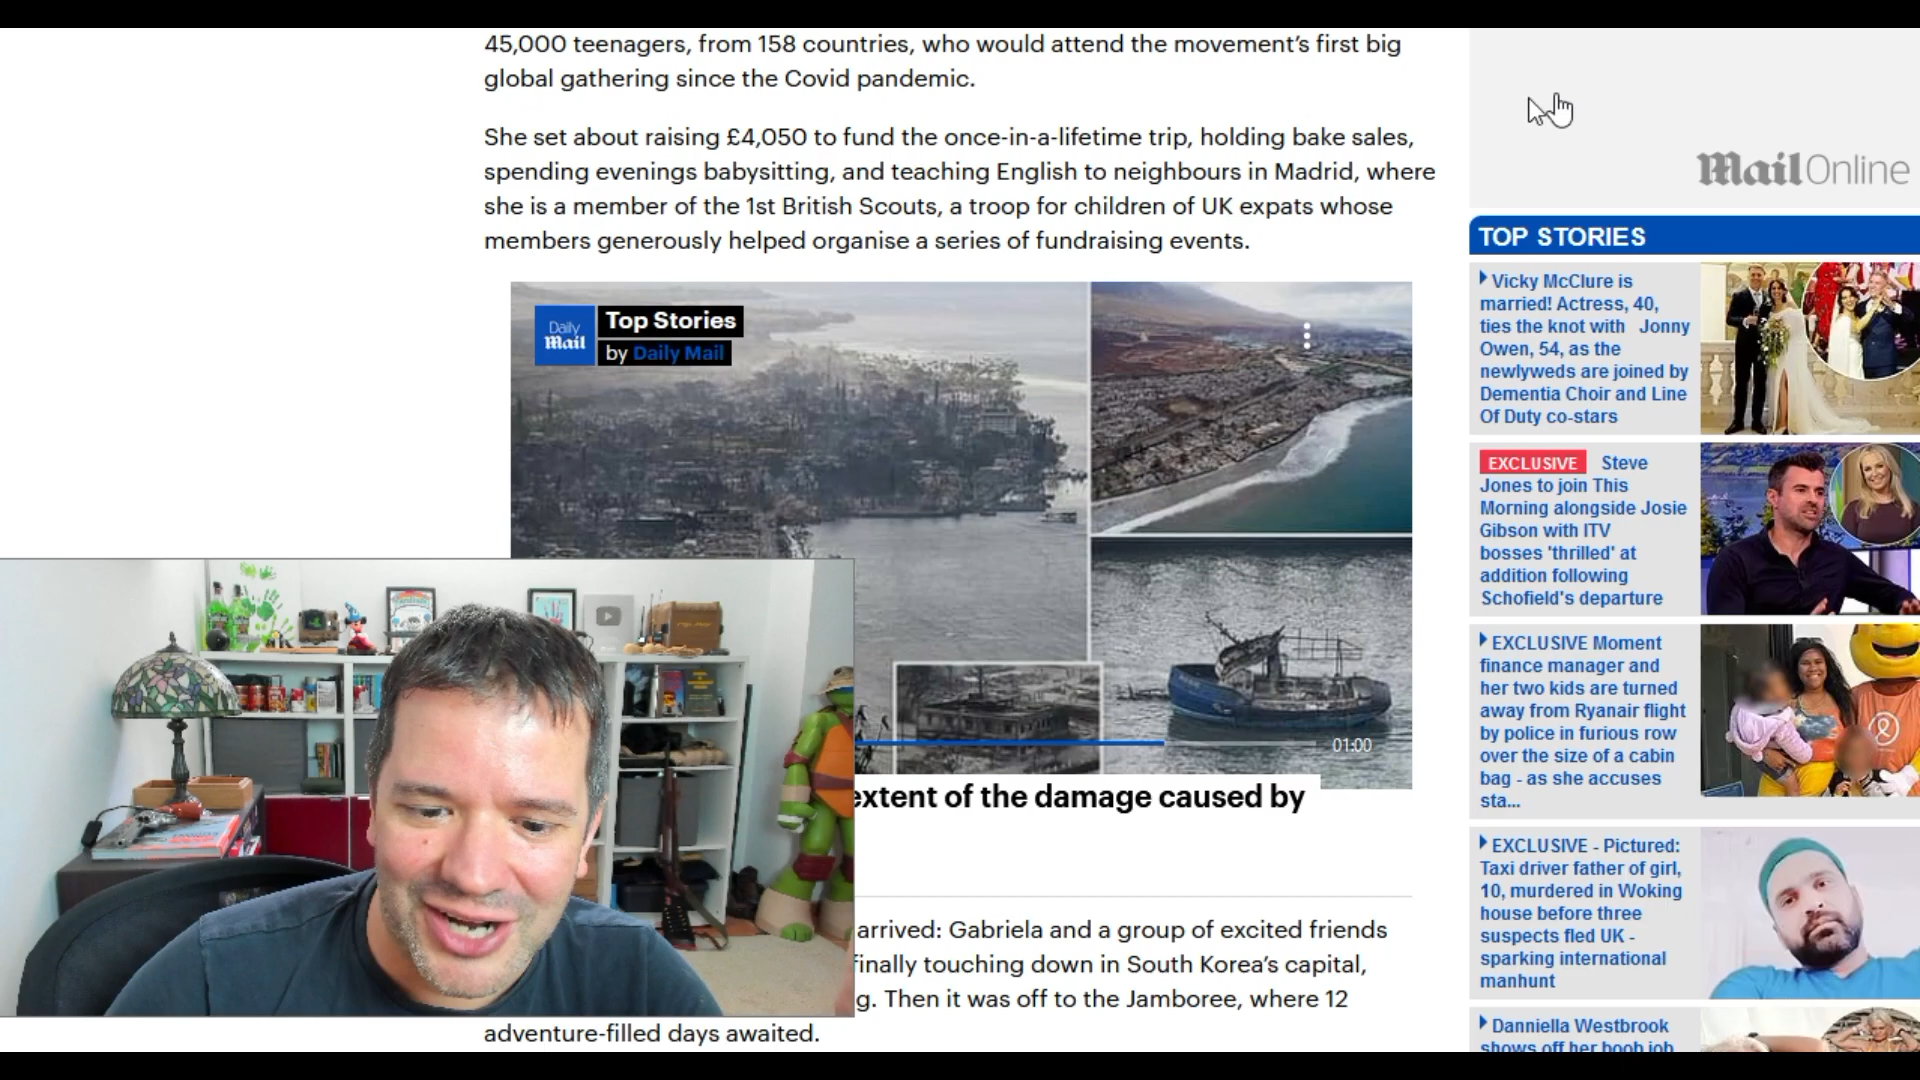 45,000 teenagers, from 158 countries, who would attend the movement's first big
global gathering since the Covid pandemic.
She set about raising £4,050 to fund the once-in-a-lifetime trip, holding bake sales,
spending evenings babysitting, and teaching English to neighbours in Madrid, where
she is a member of the 1st British Scouts, a troop for children of UK expats whose
members generously helped organise a series of fundraising events.
Daily
Mail
Top Stories
by Daily Mail
01:00
extent of the damage caused by
arrived: Gabriela and a group of excited friends
finally touching down in South Korea's capital,
g. Then it was off to the Jamboree, where 12
adventure-filled days awaited.
Mail Online
TOP STORIES
Vicky McClure is
married! Actress, 40,
ties the knot with Jonny
Owen, 54, as the
newlyweds are joined by
Dementia Choir and Line
Of Duty co-stars
EXCLUSIVE Steve
Jones to join This
Morning alongside Josie
Gibson with ITV
bosses 'thrilled' at
addition following
Schofield's departure
EXCLUSIVE Moment
finance manager and
her two kids are turned
away from Ryanair flight
by police in furious row
over the size of a cabin
bag - as she accuses
sta...
EXCLUSIVE - Pictured:
Taxi driver father of girl,
10, murdered in Woking
house before three
suspects fled UK -
sparking international
manhunt
Danniella Westbrook
shows off her boob job